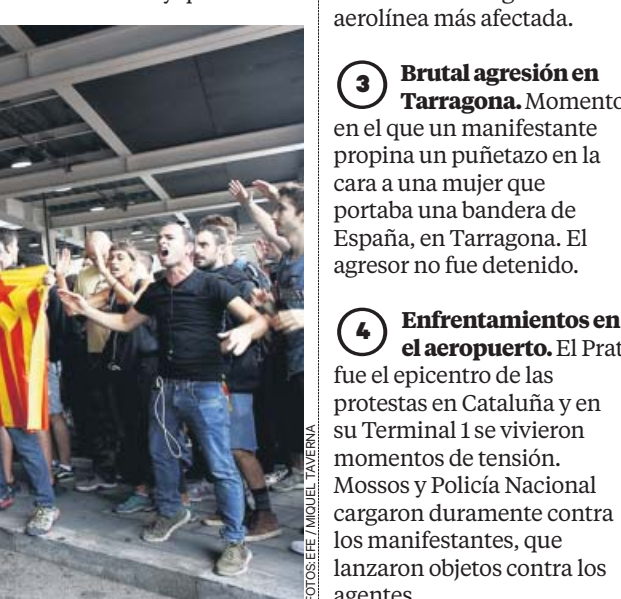 aerolínea más afectada.
3 Brutal agresión en
Tarragona. Momento
en el que un manifestante
propina un puñetazo en la
cara a una mujer que
portaba una bandera de
España, en Tarragona. El
agresor no fue detenido.
4 Enfrentamientos en
el aeropuerto. El Prat
fue el epicentro de las
protestas en Cataluña y en
su Terminal 1 se vivieron
momentos de tensión.
Mossos y Policía Nacional
cargaron duramente contra
los manifestantes, que
lanzaron objetos contra los
agentes
FOTOS: EFE / MIQUEL TAVERNA